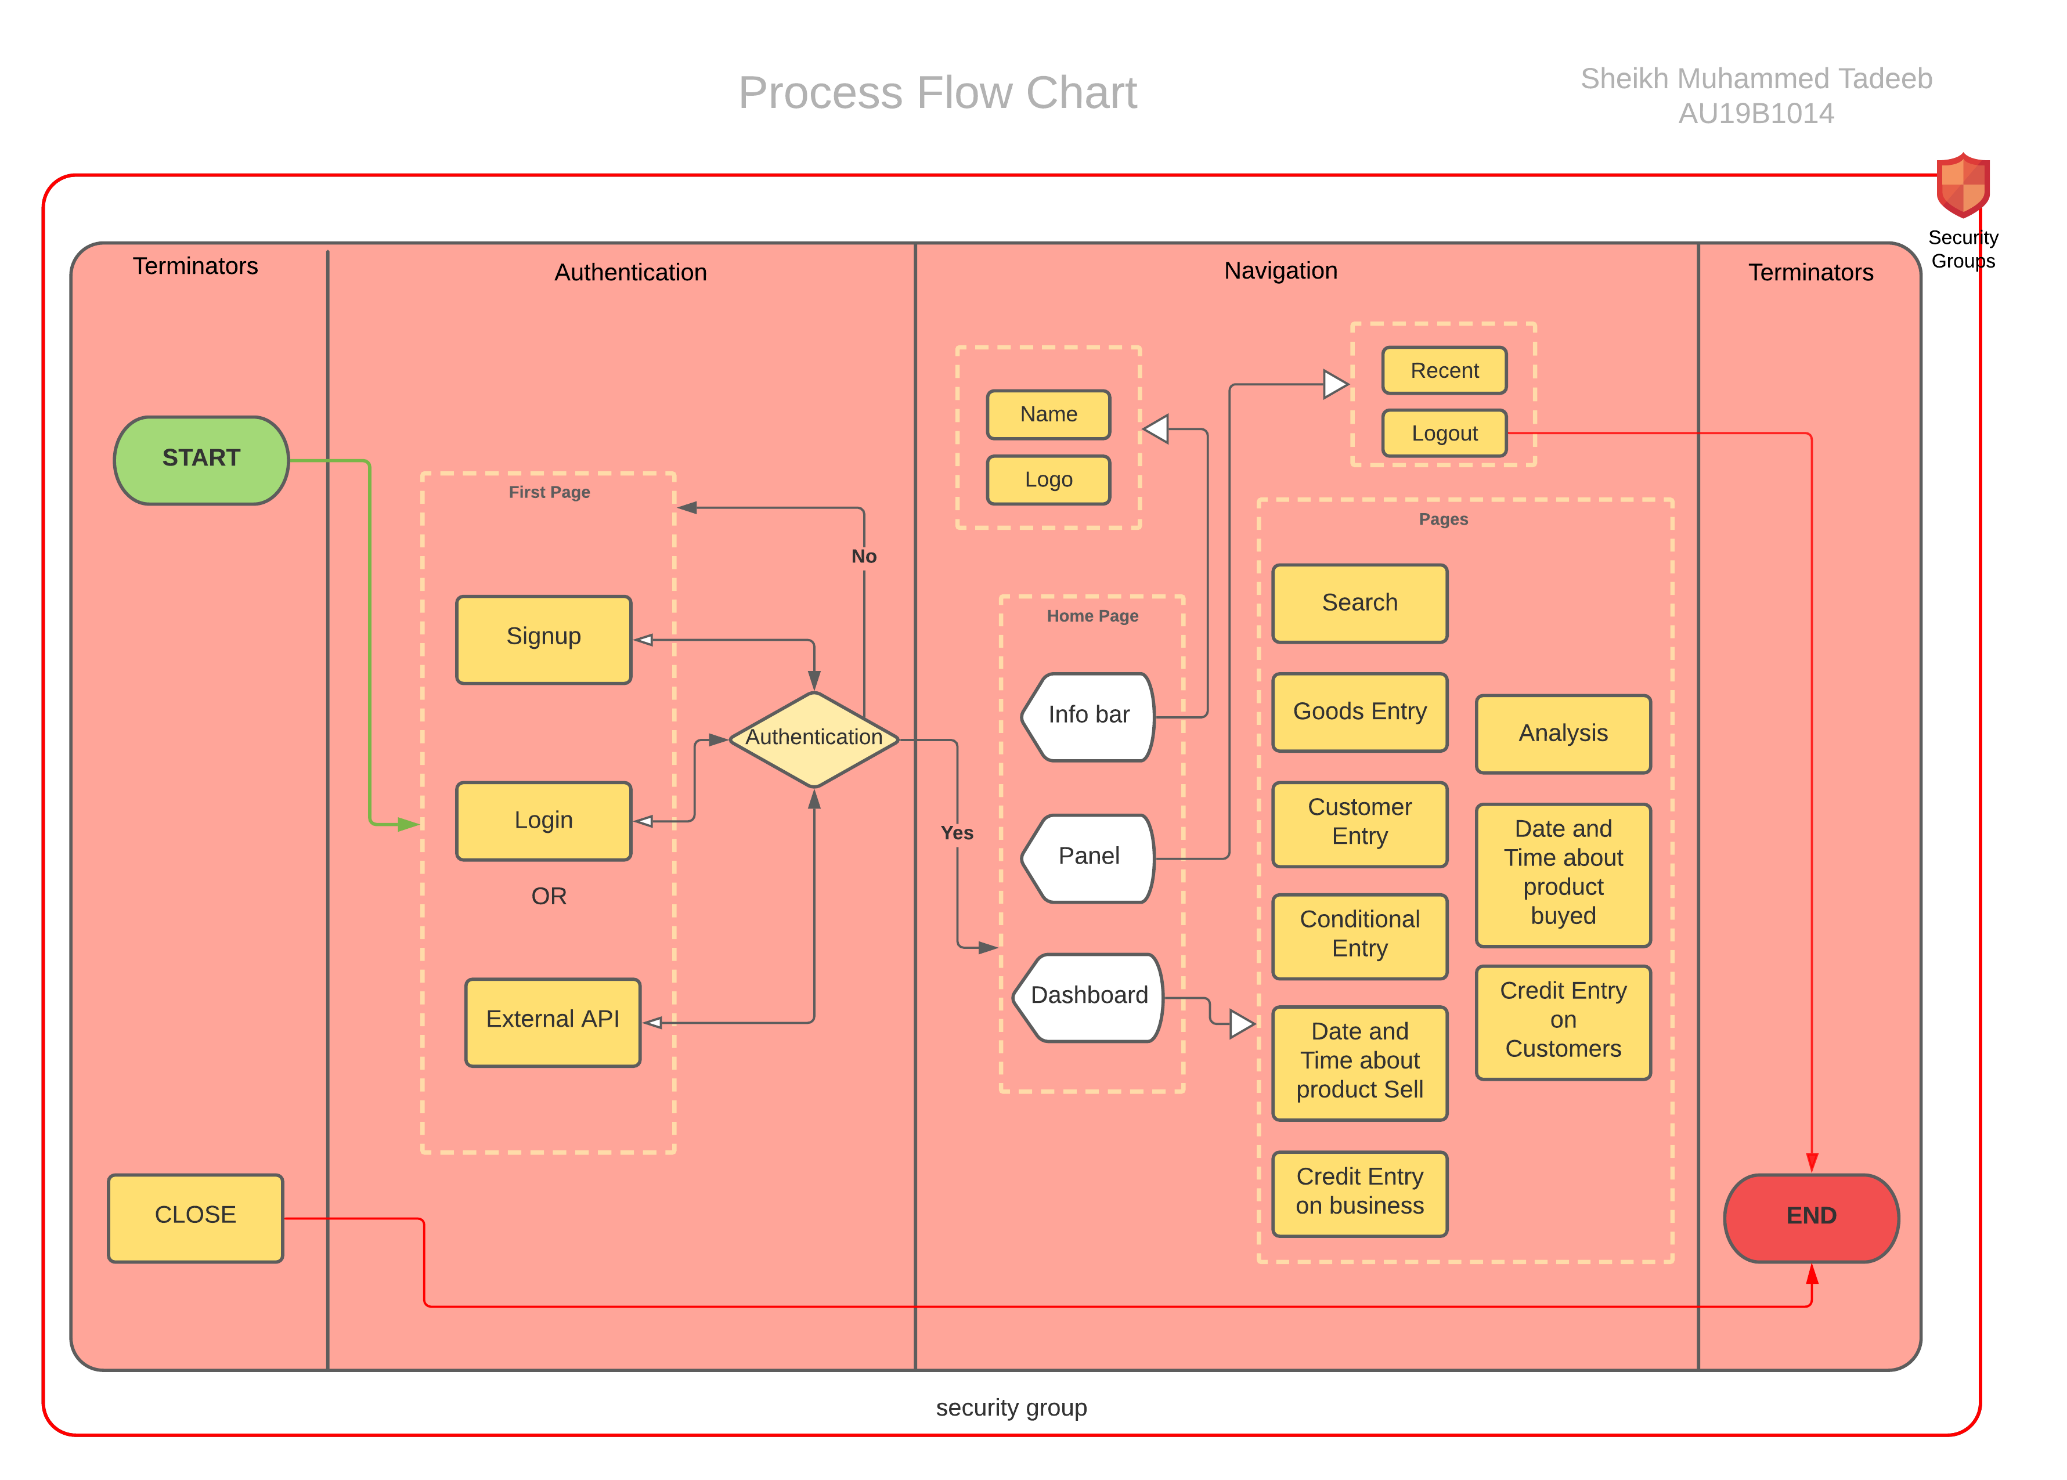 Process Flow Chart
Sheikh Muhammed Tadeeb
AU19B1014
Security
Groups
Terminators
Authentication
Navigation
Terminators
START
CLOSE
First Page
Signup
Login
OR
External API
Authentication
No
Yes
Name
Logo
Home Page
Info bar
Panel
Dashboard
Recent
Logout
Pages
Search
Goods Entry
Customer
Entry
Conditional
Entry
Date and
Time about
product Sell
Credit Entry
on business
Analysis
Date and
Time about
product
buyed
Credit Entry
on
Customers
END
security group